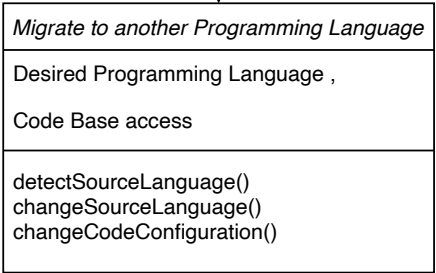 Migrate to another Programming Language
Desired Programming Language ,
Code Base access
detectSourceLanguage()
changeSourceLanguage()
changeCodeConfiguration()